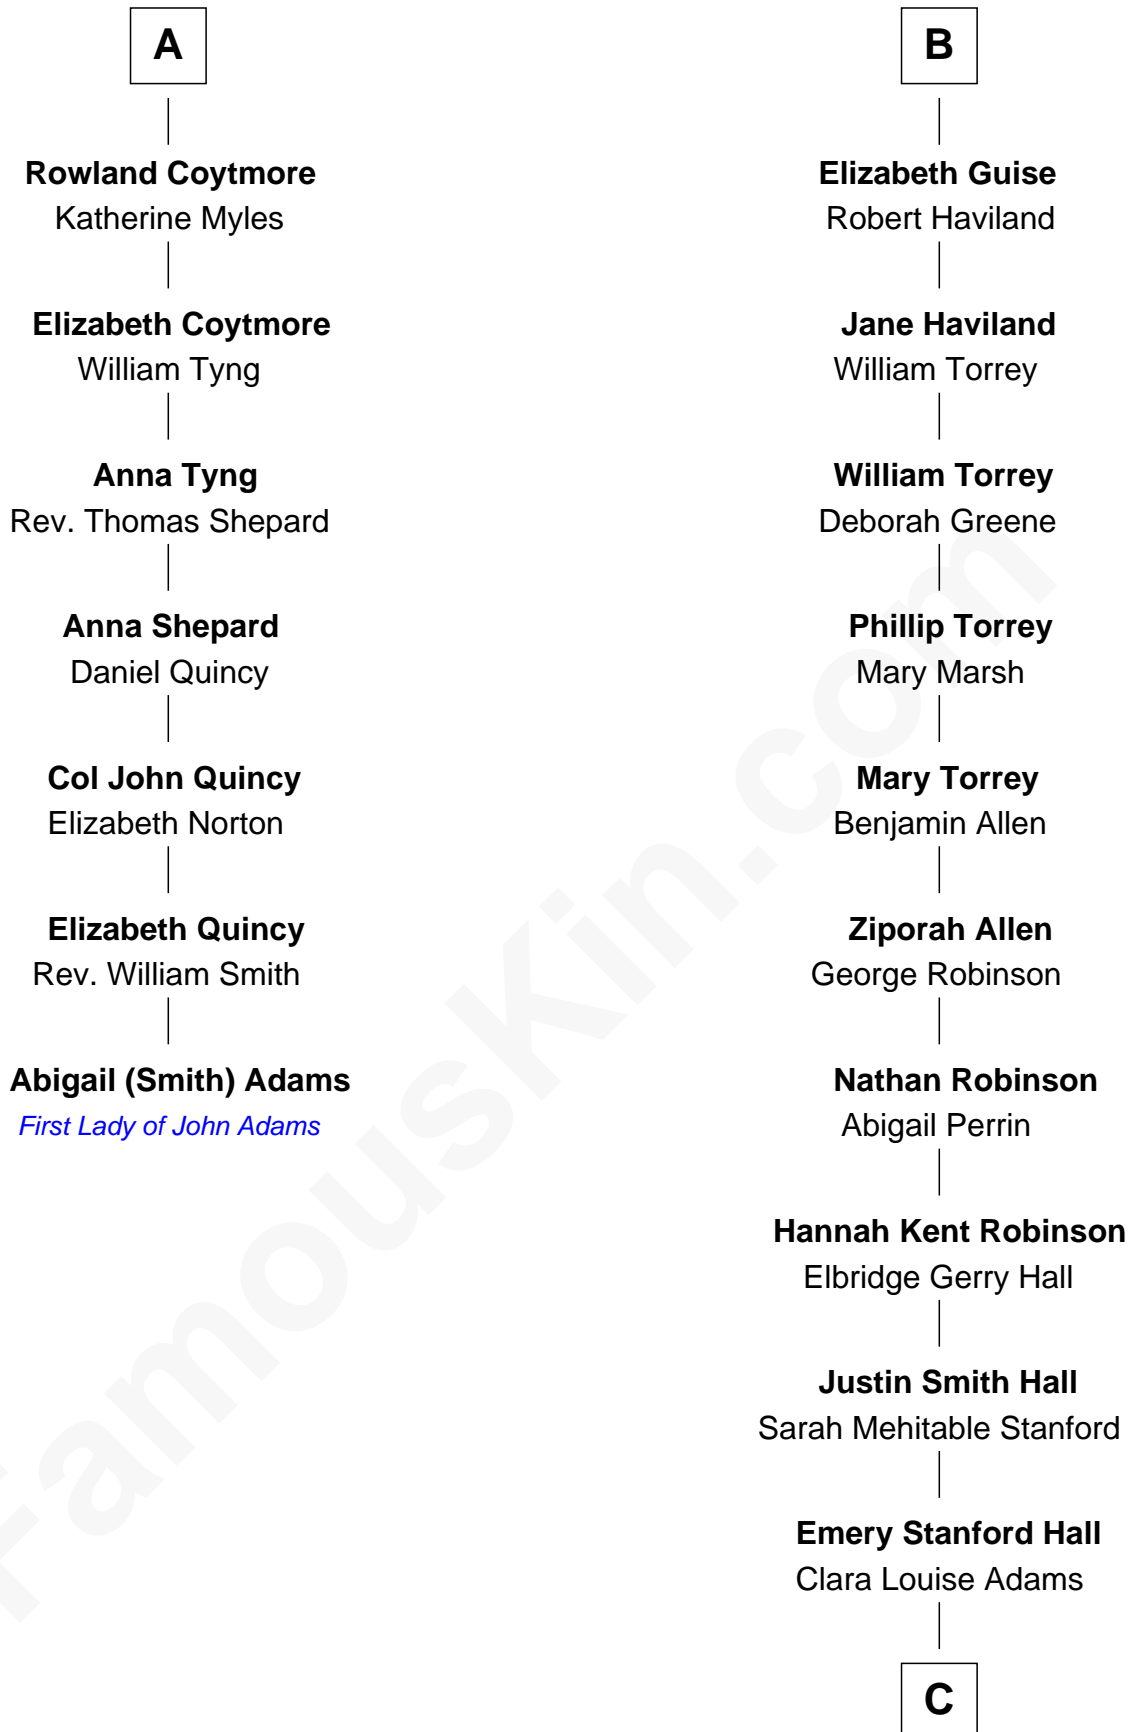 A
Rowland Coytmore
Katherine Myles
Elizabeth Coytmore
William Tyng
Anna Tyng
Rev. Thomas Shepard
Anna Shepard
Daniel Quincy
Col John Quincy
Elizabeth Norton
Elizabeth Quincy
Rev. William Smith
Abigail (Smith) Adams
First Lady of John Adams
B
Elizabeth Guise
Robert Haviland
Jane Haviland
William Torrey
William Torrey
Deborah Greene
Phillip Torrey
Mary Marsh
Mary Torrey
Benjamin Allen
Ziporah Allen
George Robinson
Nathan Robinson
Abigail Perrin
Hannah Kent Robinson
Elbridge Gerry Hall
Justin Smith Hall
Sarah Mehitable Stanford
Emery Stanford Hall
Clara Louise Adams
C
FamousKin.com